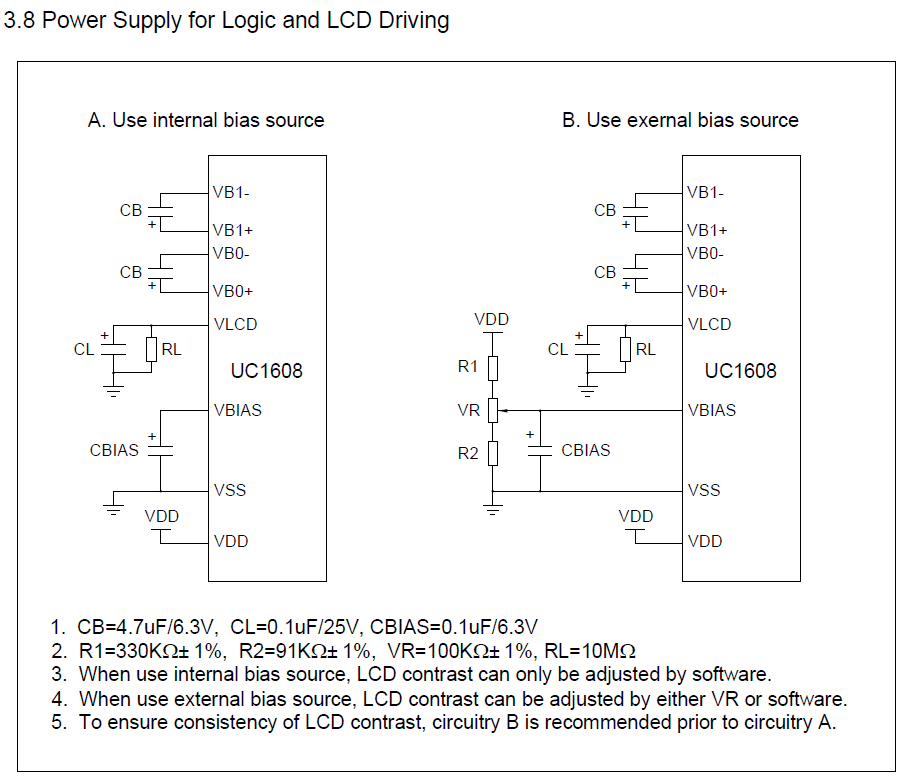 3.8 Power Supply for Logic and LCD Driving
A. Use internal bias source
B. Use exernal bias source
VB1-
CB
+
VB1+
VB0-
CB
+
VB0+
VLCD
+
CL
RL
UC1608
VBIAS
+
CBIAS
VSS
VDD
VDD
VB1-
CB
+
VB1+
VB0-
CB
+
VB0+
VDD
VLCD
+
CL
RL
R1
UC1608
VR
VBIAS
+
R2
CBIAS
VSS
VDD
VDD
1. CB=4.7uF/6.3V, CL=0.1uF/25V, CBIAS=0.1uF/6.3V
2. R1=330KΩ±1%, R2=91KΩ±1%, VR=100KΩ±1%, RL=10MΩ
3. When use internal bias source, LCD contrast can only be adjusted by software.
4. When use external bias source, LCD contrast can be adjusted by either VR or software.
5. To ensure consistency of LCD contrast, circuitry B is recommended prior to circuitry A.